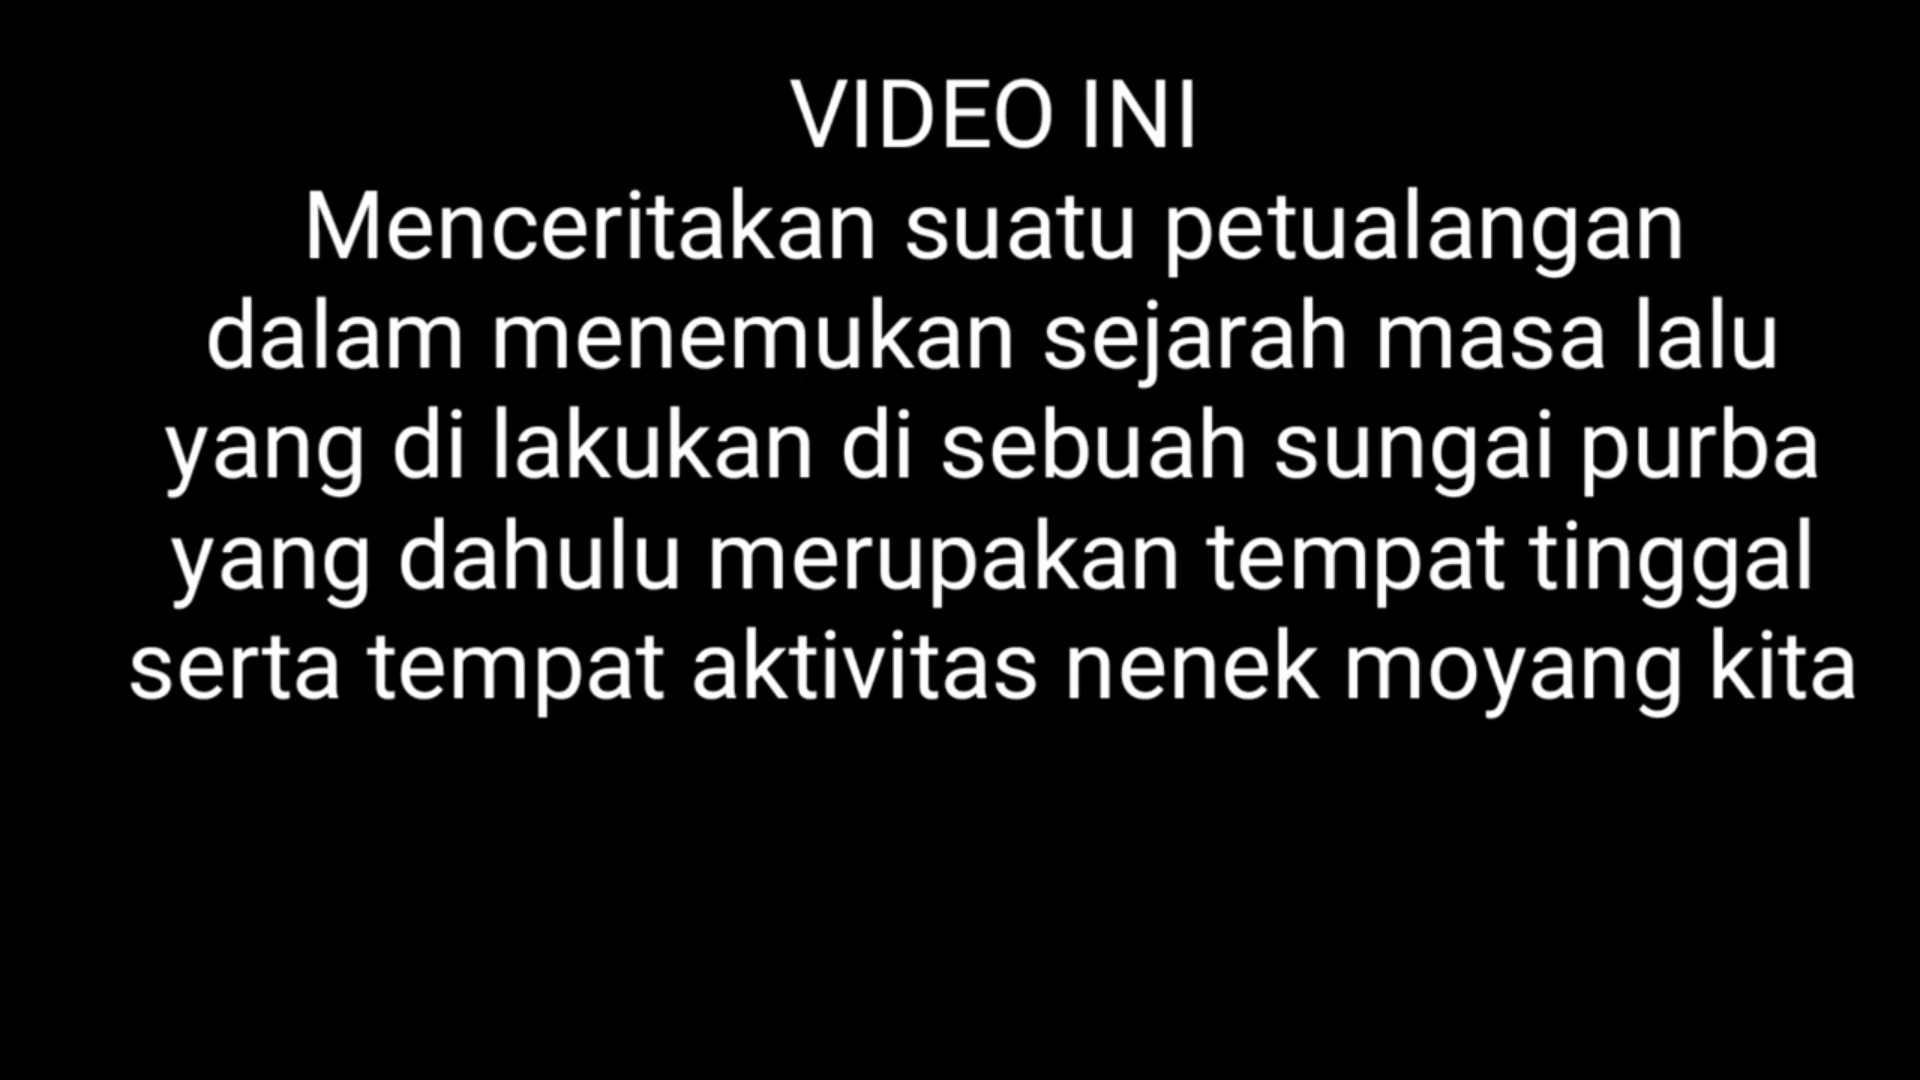 VIDEO INI
Menceritakan suatu petualangan
dalam menemukan sejarah masa lalu
yang di lakukan di sebuah sungai purba
yang dahulu merupakan tempat tinggal
serta tempat aktivitas nenek moyang kita